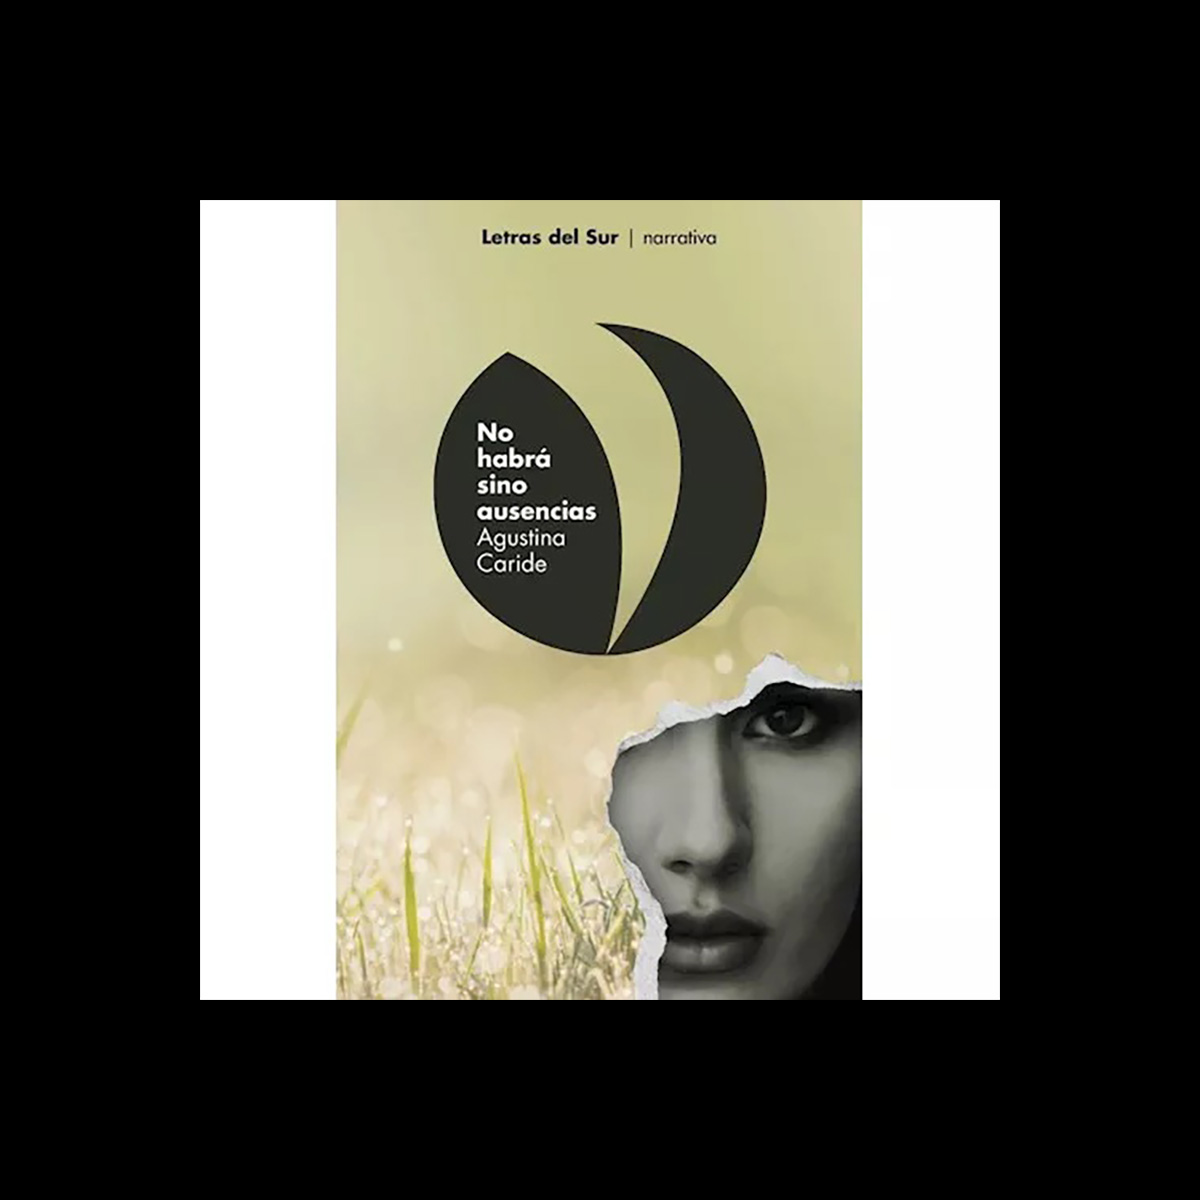 Letras del Sur | narrativa
No
habrá
sino
ausencias
Agustina
Caride